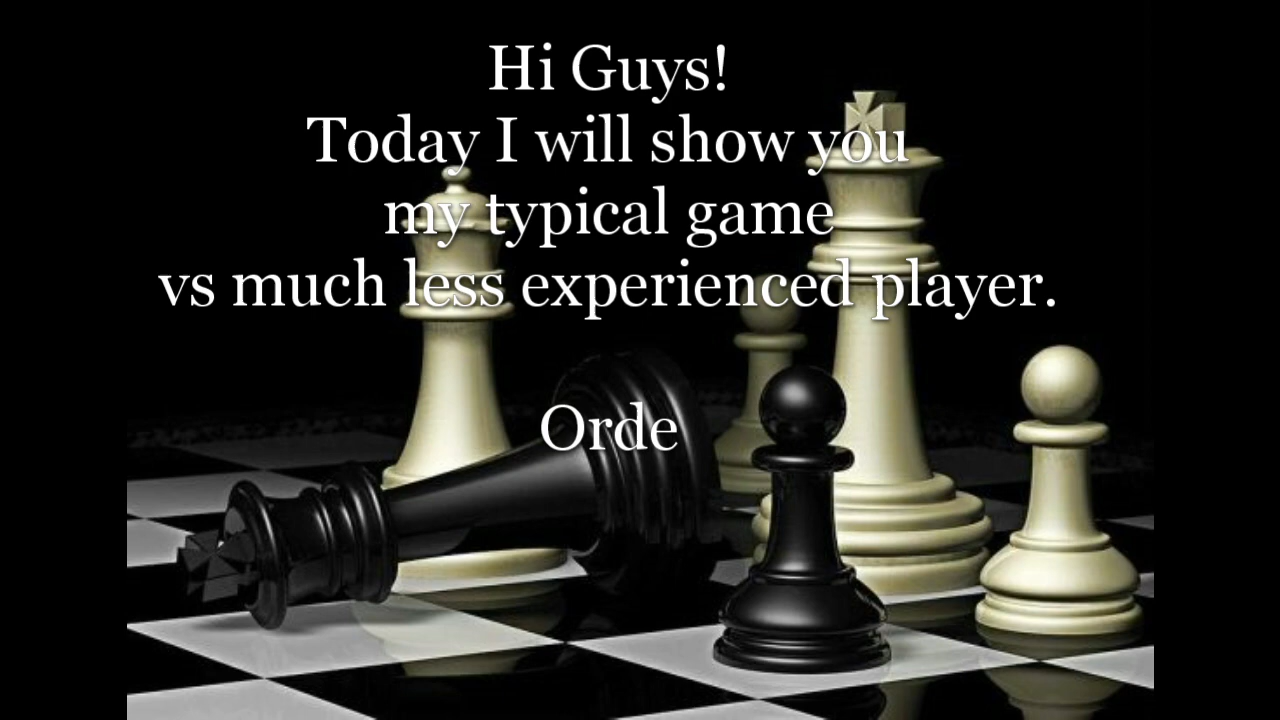 Hi Guys!
Today I will show you
my typical game
vs much less experienced player.
Orde